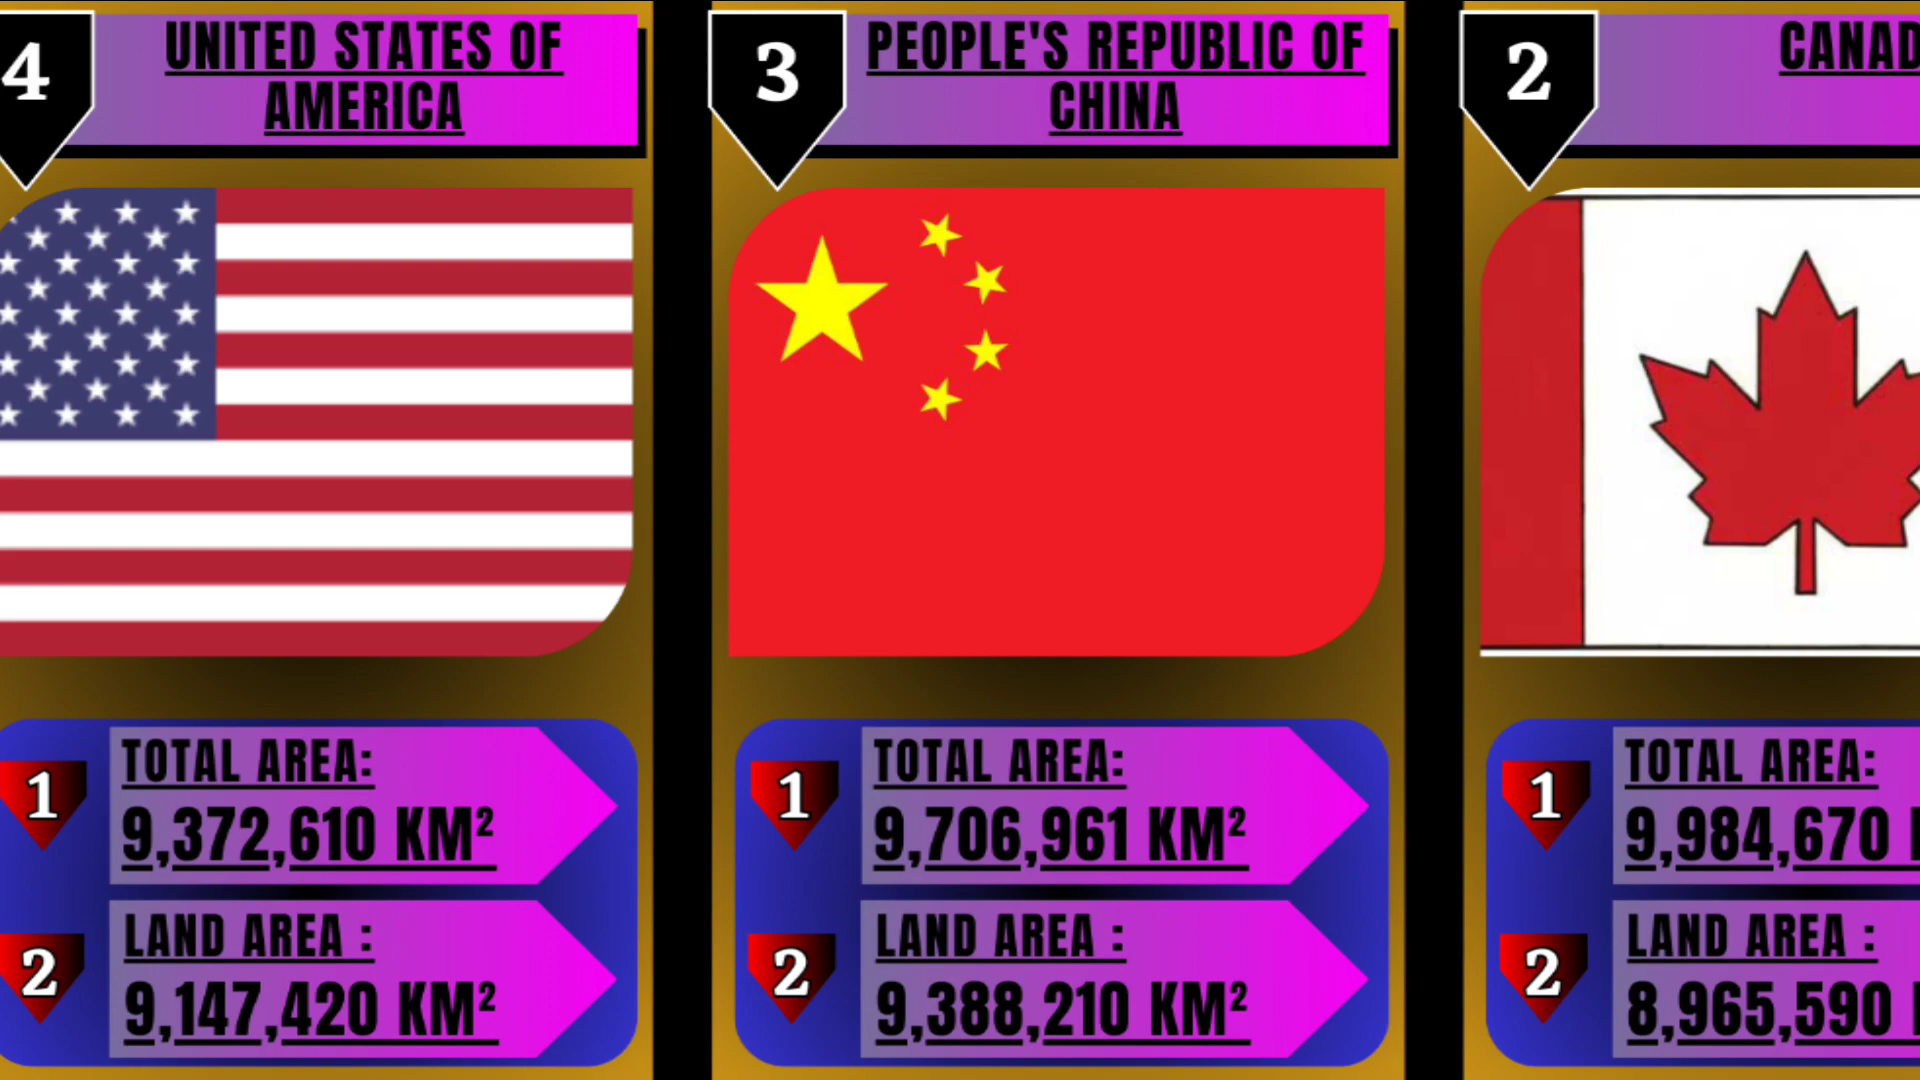 4
UNITED STATES OF
AMERICA
1
TOTAL AREA:
9,372,610 KM²
2
LAND AREA :
9,147,420 KM²
3
PEOPLE'S REPUBLIC OF
CHINA
1
TOTAL AREA:
9,706,961 KM²
2
LAND AREA :
9,388,210 KM²
2
CANAD
1
TOTAL AREA:
9,984,670
2
LAND AREA :
8,965,590